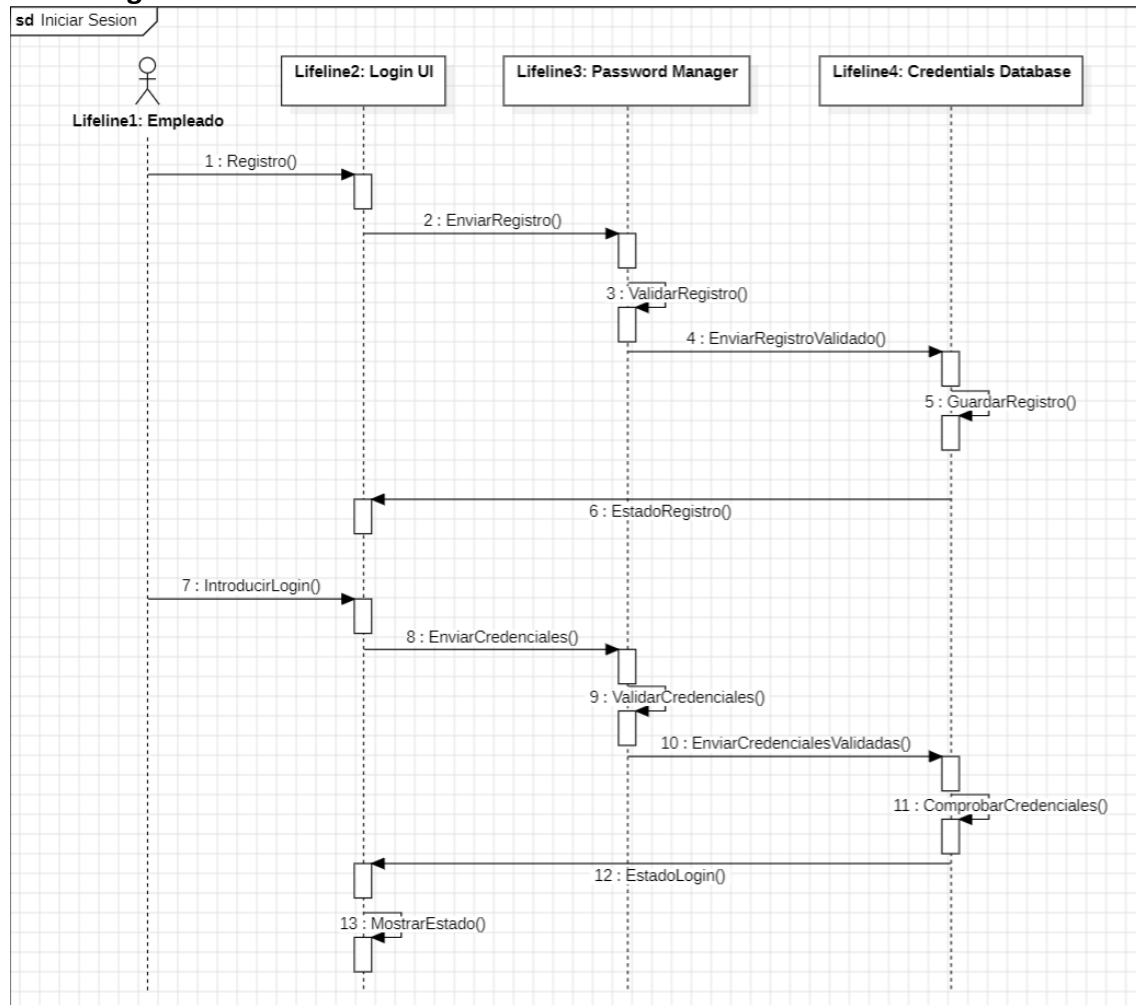 sd Iniciar Sesion
Lifeline1: Empleado
Lifeline2: Login UI
Lifeline3: Password Manager
Lifeline4: Credentials Database
1 : Registro()
2 : EnviarRegistro()
3 : ValidarRegistro()
4 : EnviarRegistroValidado()
5 : GuardarRegistro()
6 : EstadoRegistro()
7 : IntroducirLogin()
8 : EnviarCredenciales()
9 : ValidarCredenciales()
10 : EnviarCredencialesValidadas()
11 : ComprobarCredenciales()
12 : EstadoLogin()
13 : MostrarEstado()